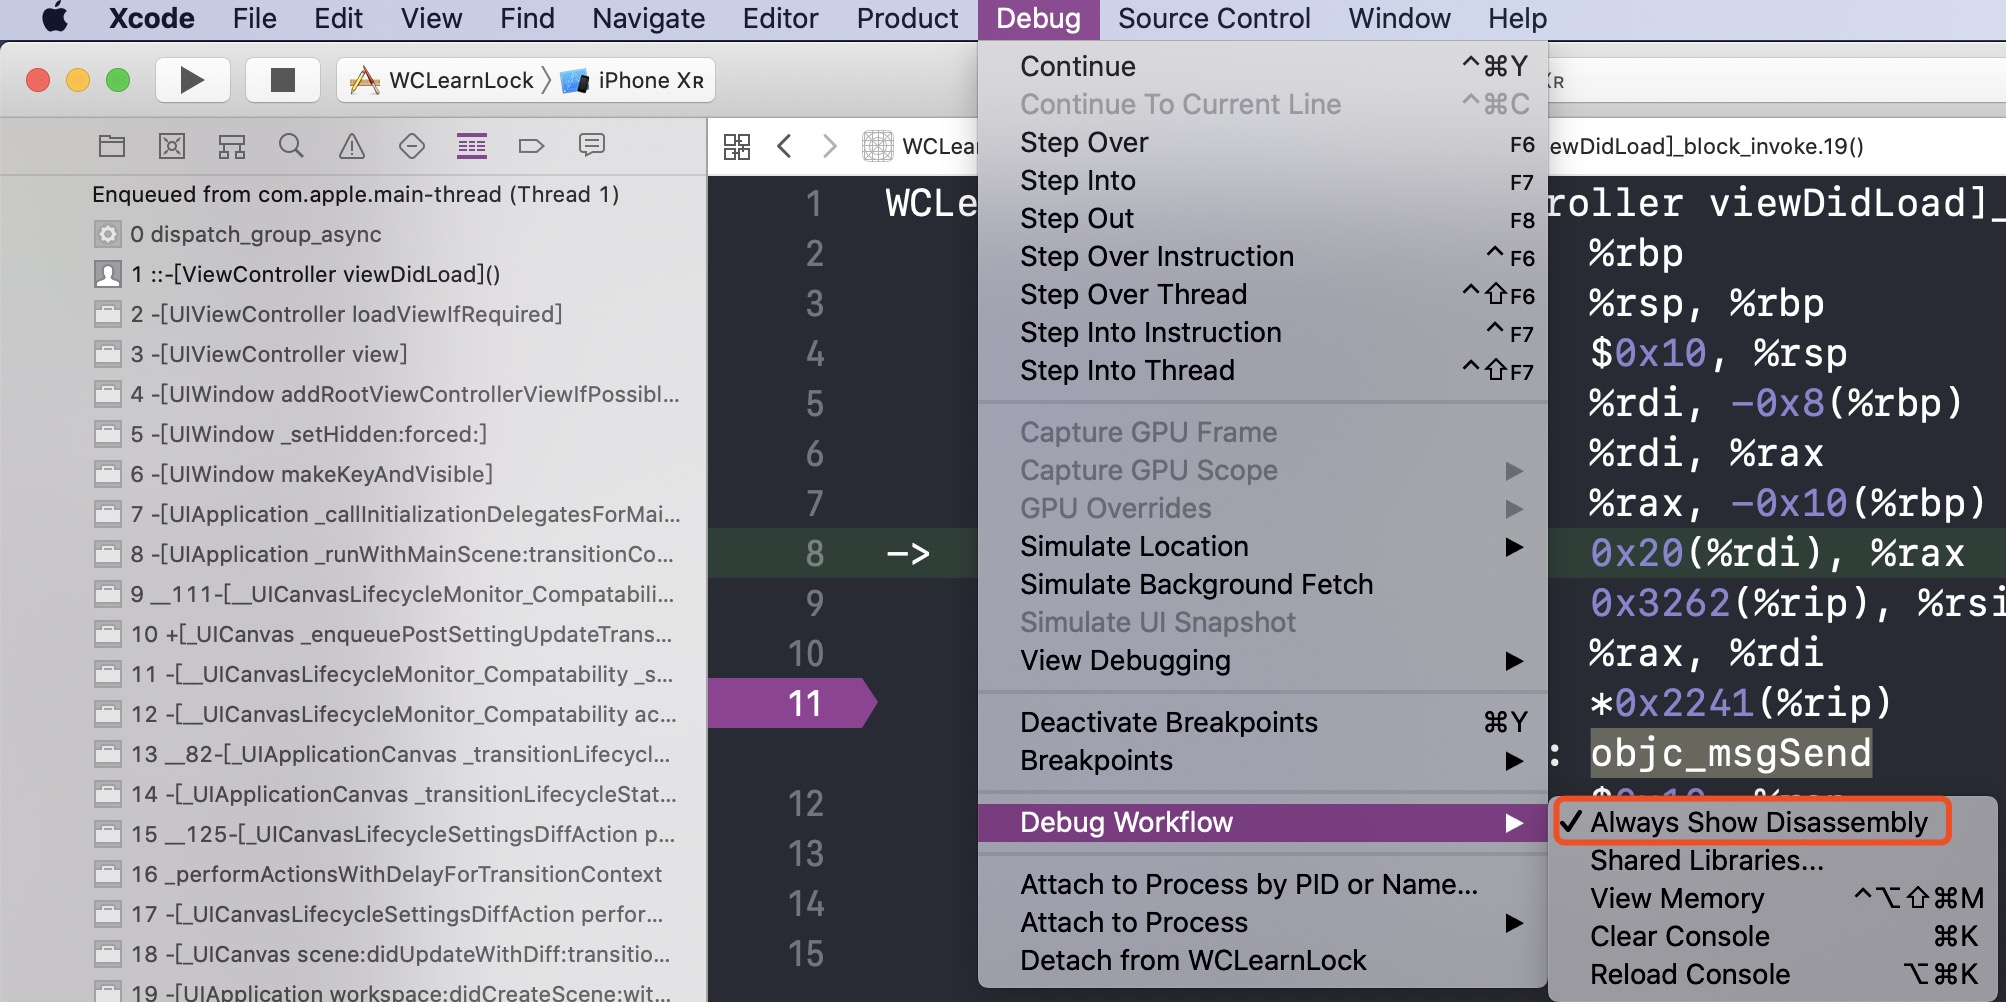 Xcode File Edit View Find Navigate Editor Product Debug Source Control Window Help
WCLearnLock iPhone XR
Enqueued from com.apple.main-thread (Thread 1)
0 dispatch_group_async
1 ::-[ViewController viewDidLoad]()
2 -[UIViewController loadViewIfRequired]
3 -[UIViewController view]
4 -[UIWindow addRootViewControllerViewIfPossibl...
5 -[UIWindow _setHidden:forced:]
6 -[UIWindow makeKeyAndVisible]
7 -[UIApplication _callInitializationDelegatesForMai...
8 -[UIApplication _runWithMainScene:transitionCo...
9 __111-[__UICanvasLifecycleMonitor_Compatabili...
10 +[_UICanvas _enqueuePostSettingUpdateTrans...
11 -[__UICanvasLifecycleMonitor_Compatability _s...
12 -[__UICanvasLifecycleMonitor_Compatability ac...
13 __82-[_UIApplicationCanvas _transitionLifecycl...
14 -[_UIApplicationCanvas _transitionLifecycleStat...
15 __125-[_UICanvasLifecycleSettingsDiffAction p...
16 _performActionsWithDelayForTransitionContext
17 -[_UICanvasLifecycleSettingsDiffAction perfor...
18 -[_UICanvas scene:didUpdateWithDiff:transitio...
19 -[UIApplication workspace:didCreateScene:wit...
WCLear
ewDidLoad]_block_invoke.19()
XR
1 WCLe
roller viewDidLoad]_
2 %rbp
3 %rsp, %rbp
4 $0x10, %rsp
5 %rdi, -0x8(%rbp)
6 %rdi, %rax
7 %rax, -0x10(%rbp)
8 -> 0x20(%rdi), %rax
9 0x3262(%rip), %rsi
10 %rax, %rdi
11 *0x2241(%rip)
: objc_msgSend
12 $0x10, %rsp
13
14
15
Continue ^⌘Y
Continue To Current Line ^⌘C
Step Over F6
Step Into F7
Step Out F8
Step Over Instruction ^F6
Step Over Thread ^⇧F6
Step Into Instruction ^F7
Step Into Thread ^⇧F7
Capture GPU Frame
Capture GPU Scope
GPU Overrides
Simulate Location
Simulate Background Fetch
Simulate UI Snapshot
View Debugging
Deactivate Breakpoints ⌘Y
Breakpoints
Debug Workflow
Attach to Process by PID or Name...
Attach to Process
Detach from WCLearnLock
✓ Always Show Disassembly
Shared Libraries...
View Memory ^⌥⇧⌘M
Clear Console ⌘K
Reload Console ⌥⌘K